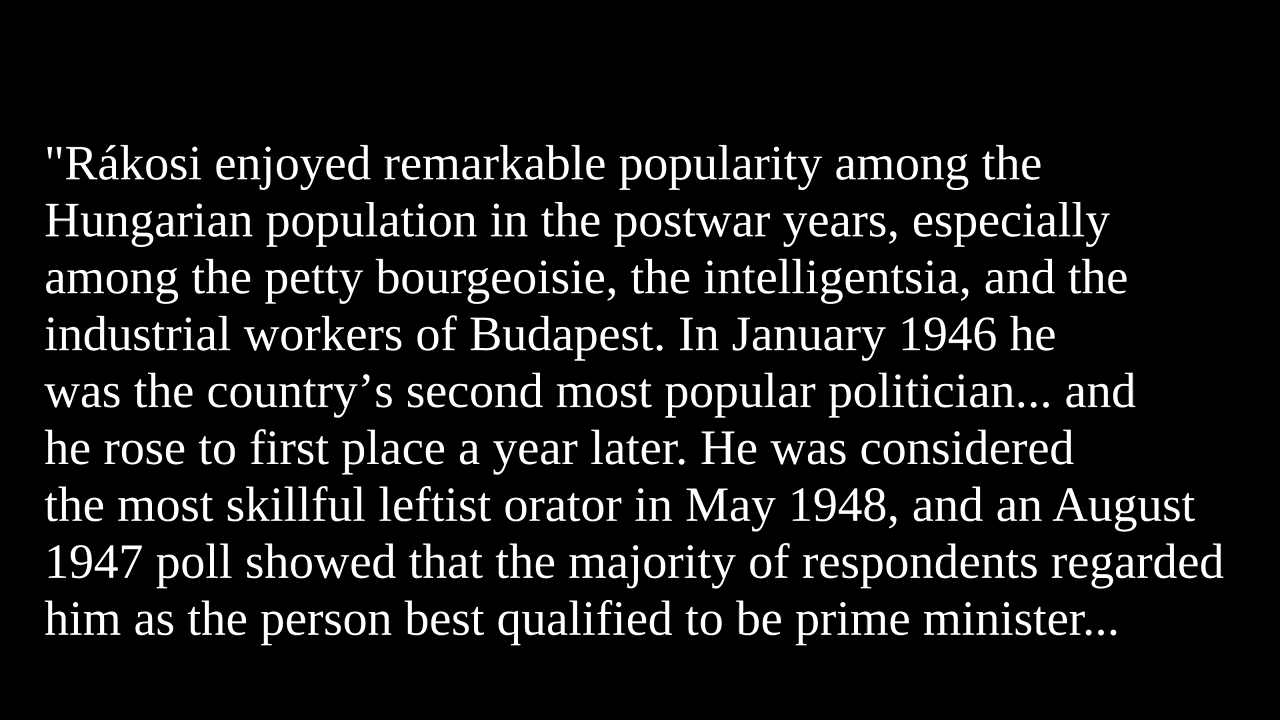 "Rákosi enjoyed remarkable popularity among the
Hungarian population in the postwar years, especially
among the petty bourgeoisie, the intelligentsia, and the
industrial workers of Budapest. In January 1946 he
was the country’s second most popular politician... and
he rose to first place a year later. He was considered
the most skillful leftist orator in May 1948, and an August
1947 poll showed that the majority of respondents regarded
him as the person best qualified to be prime minister...